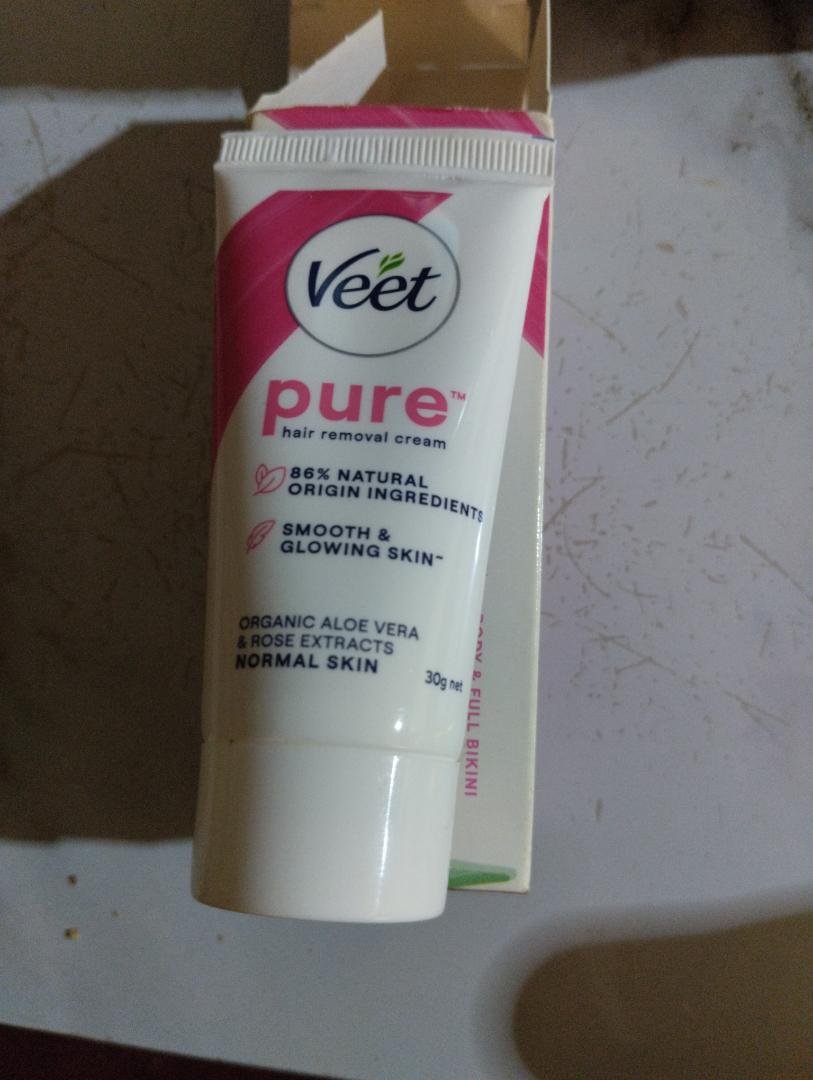 Veet
pure™
hair removal cream
86% NATURAL
ORIGIN INGREDIENTS
SMOOTH &
GLOWING SKIN~
ORGANIC ALOE VERA
& ROSE EXTRACTS
NORMAL SKIN
30g net
BODY & FULL BIKINI